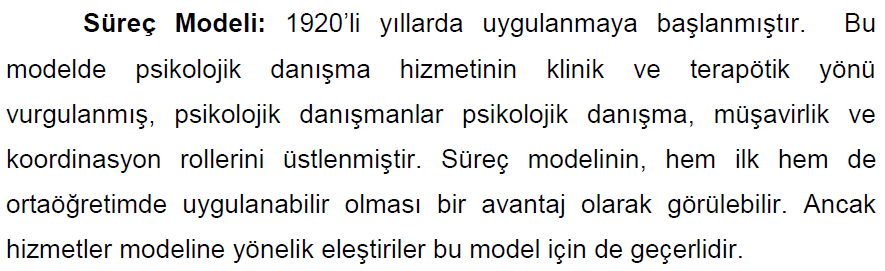 Süreç Modeli: 1920’li yıllarda uygulanmaya başlanmıştır. Bu
modelde psikolojik danışma hizmetinin klinik ve terapötik yönü
vurgulanmış, psikolojik danışmanlar psikolojik danışma, müşavirlik ve
koordinasyon rollerini üstlenmiştir. Süreç modelinin, hem ilk hem de
ortaöğretimde uygulanabilir olması bir avantaj olarak görülebilir. Ancak
hizmetler modeline yönelik eleştiriler bu model için de geçerlidir.